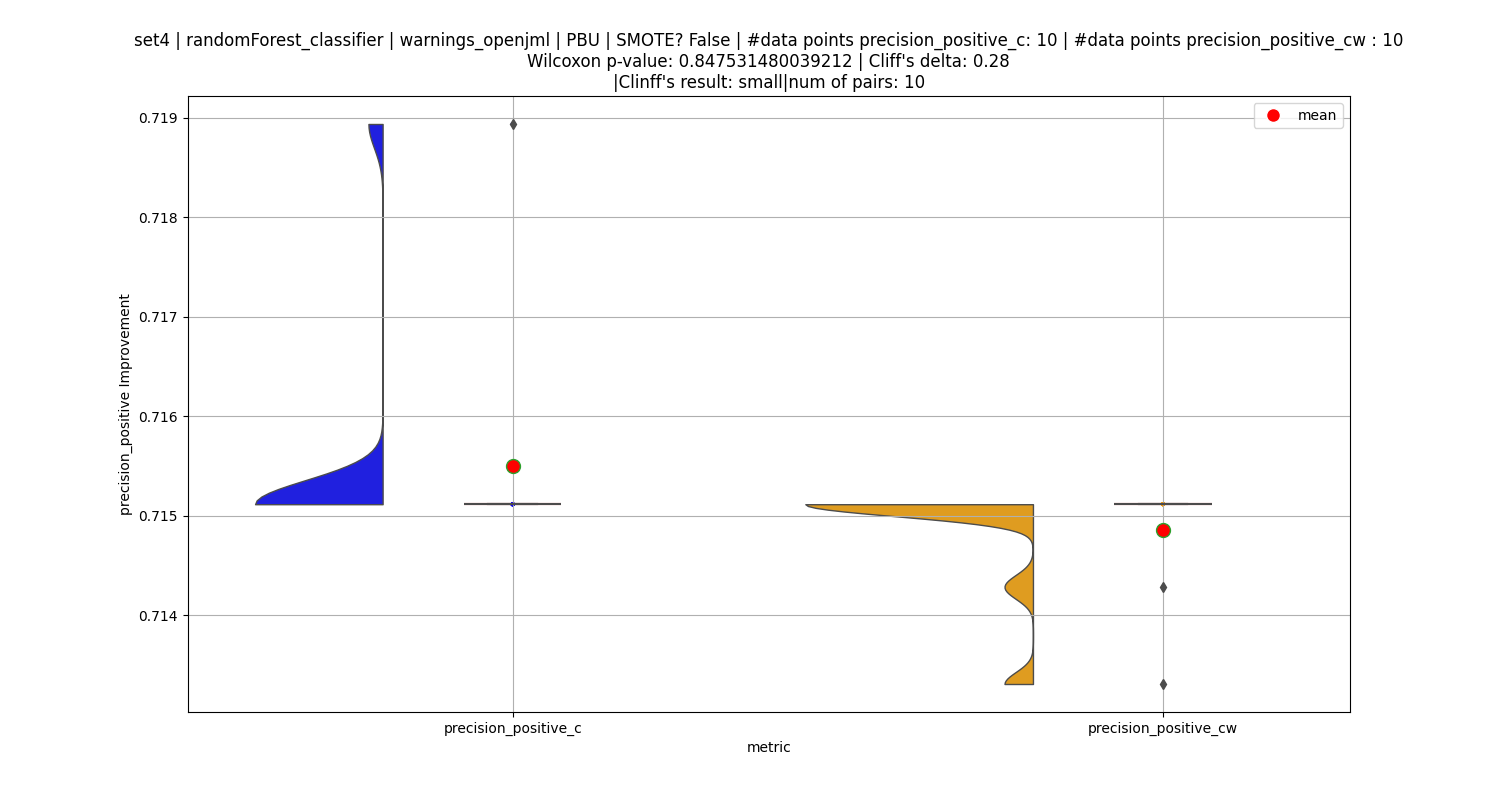 set4 | randomForest_classifier | warnings_openjml | PBU | SMOTE? False | #data points precision_positive_c: 10 | #data points precision_positive_cw : 10
Wilcoxon p-value: 0.847531480039212 | Cliff's delta: 0.28
|Clinff's result: small|num of pairs: 10
mean
0.719
0.718
0.717
0.716
0.715
0.714
precision_positive Improvement
precision_positive_c
precision_positive_cw
metric